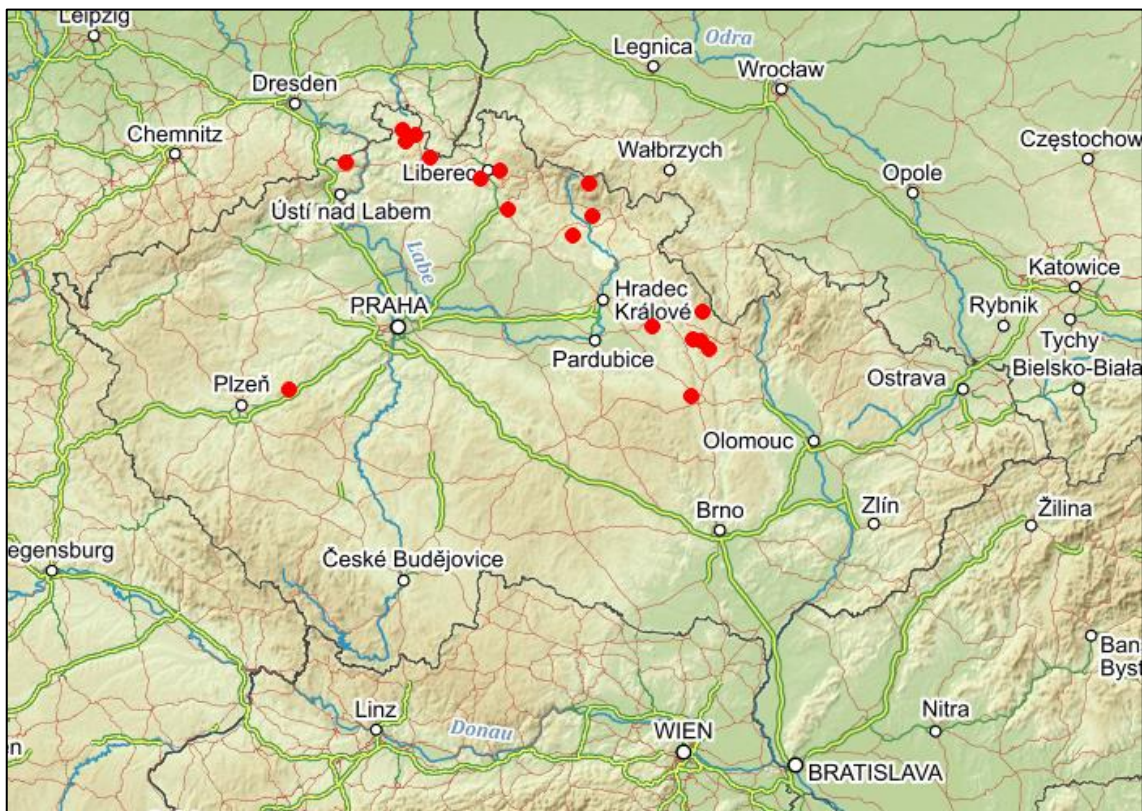 Leipzig
Legnica
Odra
Wrocław
Dresden
Chemnitz
Wałbrzych
Częstochow
Liberec
Opole
Ústí nad Labem
Labe
Katowice
Hradec
Králové
Rybnik
PRAHA
Tychy
Pardubice
Bielsko-Biała
Plzeň
Ostrava
Olomouc
Brno
Zlín
Žilina
egensburg
České Budějovice
Bans
Byst
Linz
Donau
WIEN
Nitra
en
BRATISLAVA